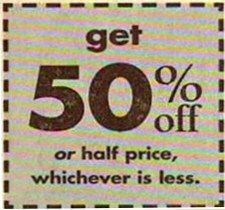 get
50% off
or half price,
whichever is less.